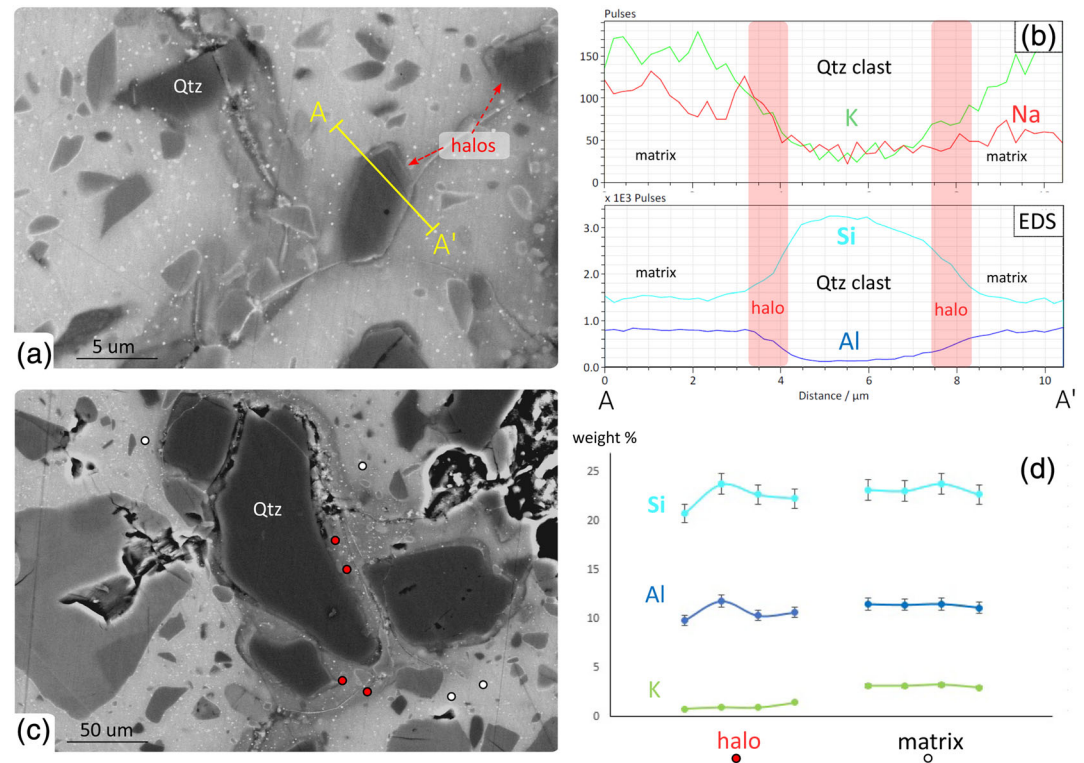 Qtz
A
halos
A'
(a)
5 um
Pulses
(b)
150
100
50
0
Qtz clast
K
Na
matrix
matrix
x 1E3 Pulses
EDS
3.0
2.0
1.0
0.0
Si
matrix
Qtz clast
matrix
halo
halo
Al
0 2 4 6 8 10
A
Distance / µm
A'
Qtz
(c)
50 um
weight %
(d)
25
20
15
10
5
0
Si
Al
K
halo
matrix